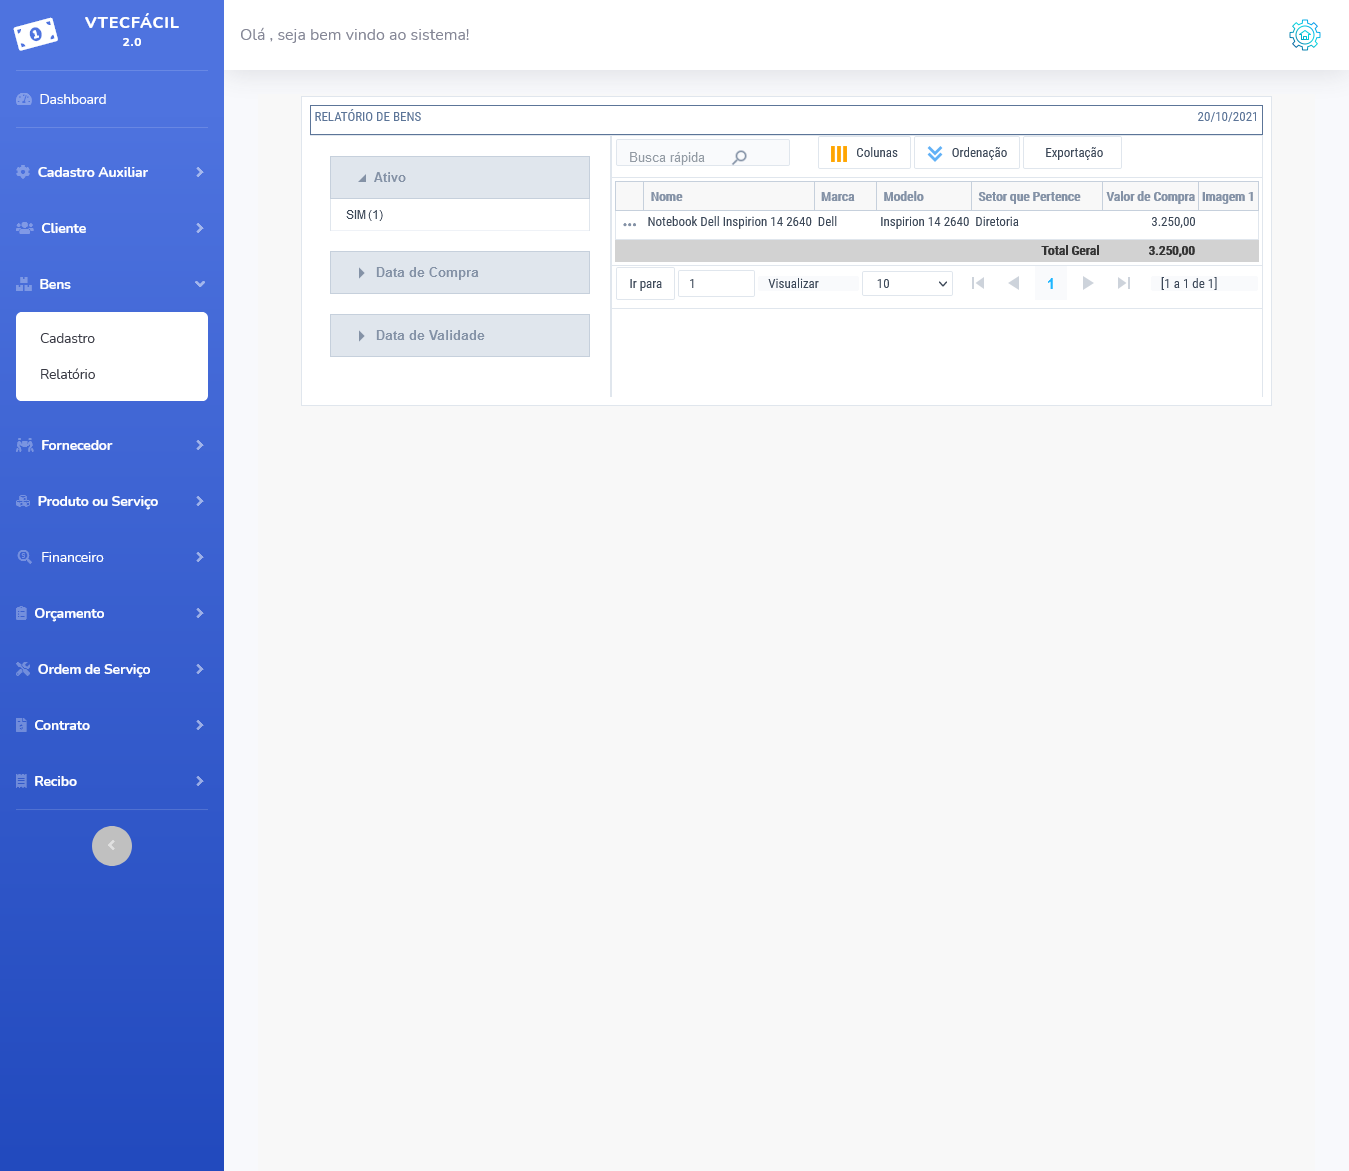 VTECFÁCIL
2.0
Dashboard
Cadastro Auxiliar
Cliente
Bens
Cadastro
Relatório
Fornecedor
Produto ou Serviço
Financeiro
Orçamento
Ordem de Serviço
Contrato
Recibo
Olá , seja bem vindo ao sistema!
RELATÓRIO DE BENS 20/10/2021
Ativo
SIM (1)
Data de Compra
Data de Validade
Busca rápida Colunas Ordenação Exportação
Nome Marca Modelo Setor que Pertence Valor de Compra Imagem 1
Notebook Dell Inspirion 14 2640 Dell Inspirion 14 2640 Diretoria 3.250,00
Total Geral 3.250,00
Ir para 1 Visualizar 10 1 [1 a 1 de 1]